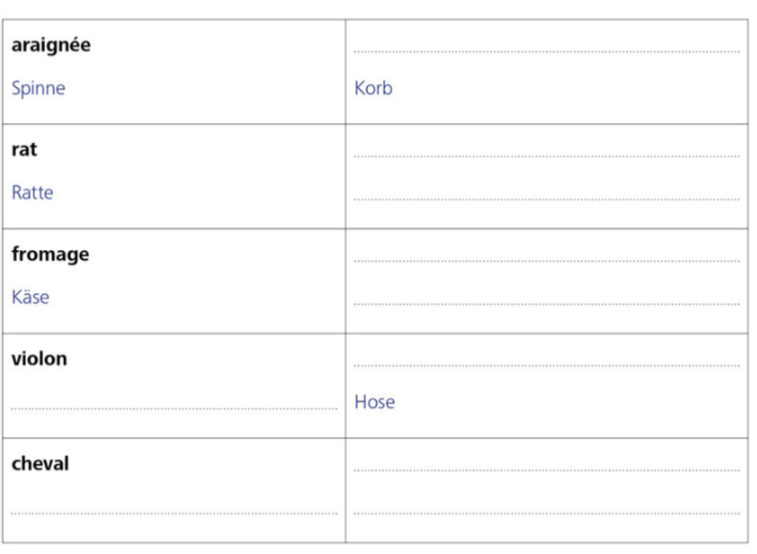 araignée
Spinne
Korb
rat
Ratte
fromage
Käse
violon
Hose
cheval